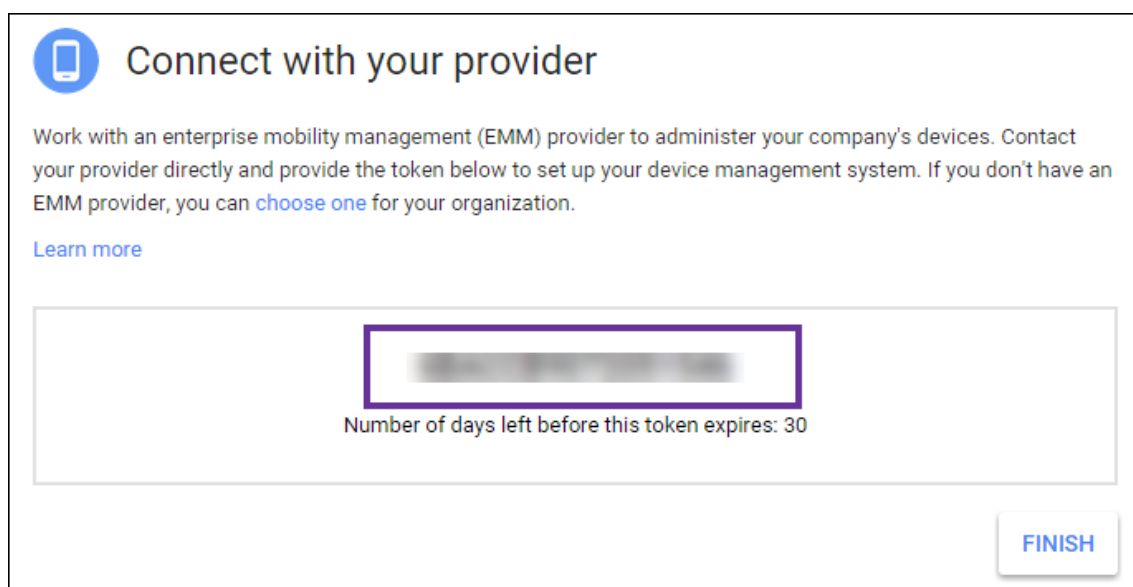 Connect with your provider
Work with an enterprise mobility management (EMM) provider to administer your company's devices. Contact
your provider directly and provide the token below to set up your device management system. If you don't have an
EMM provider, you can choose one for your organization.
Learn more
Number of days left before this token expires: 30
FINISH